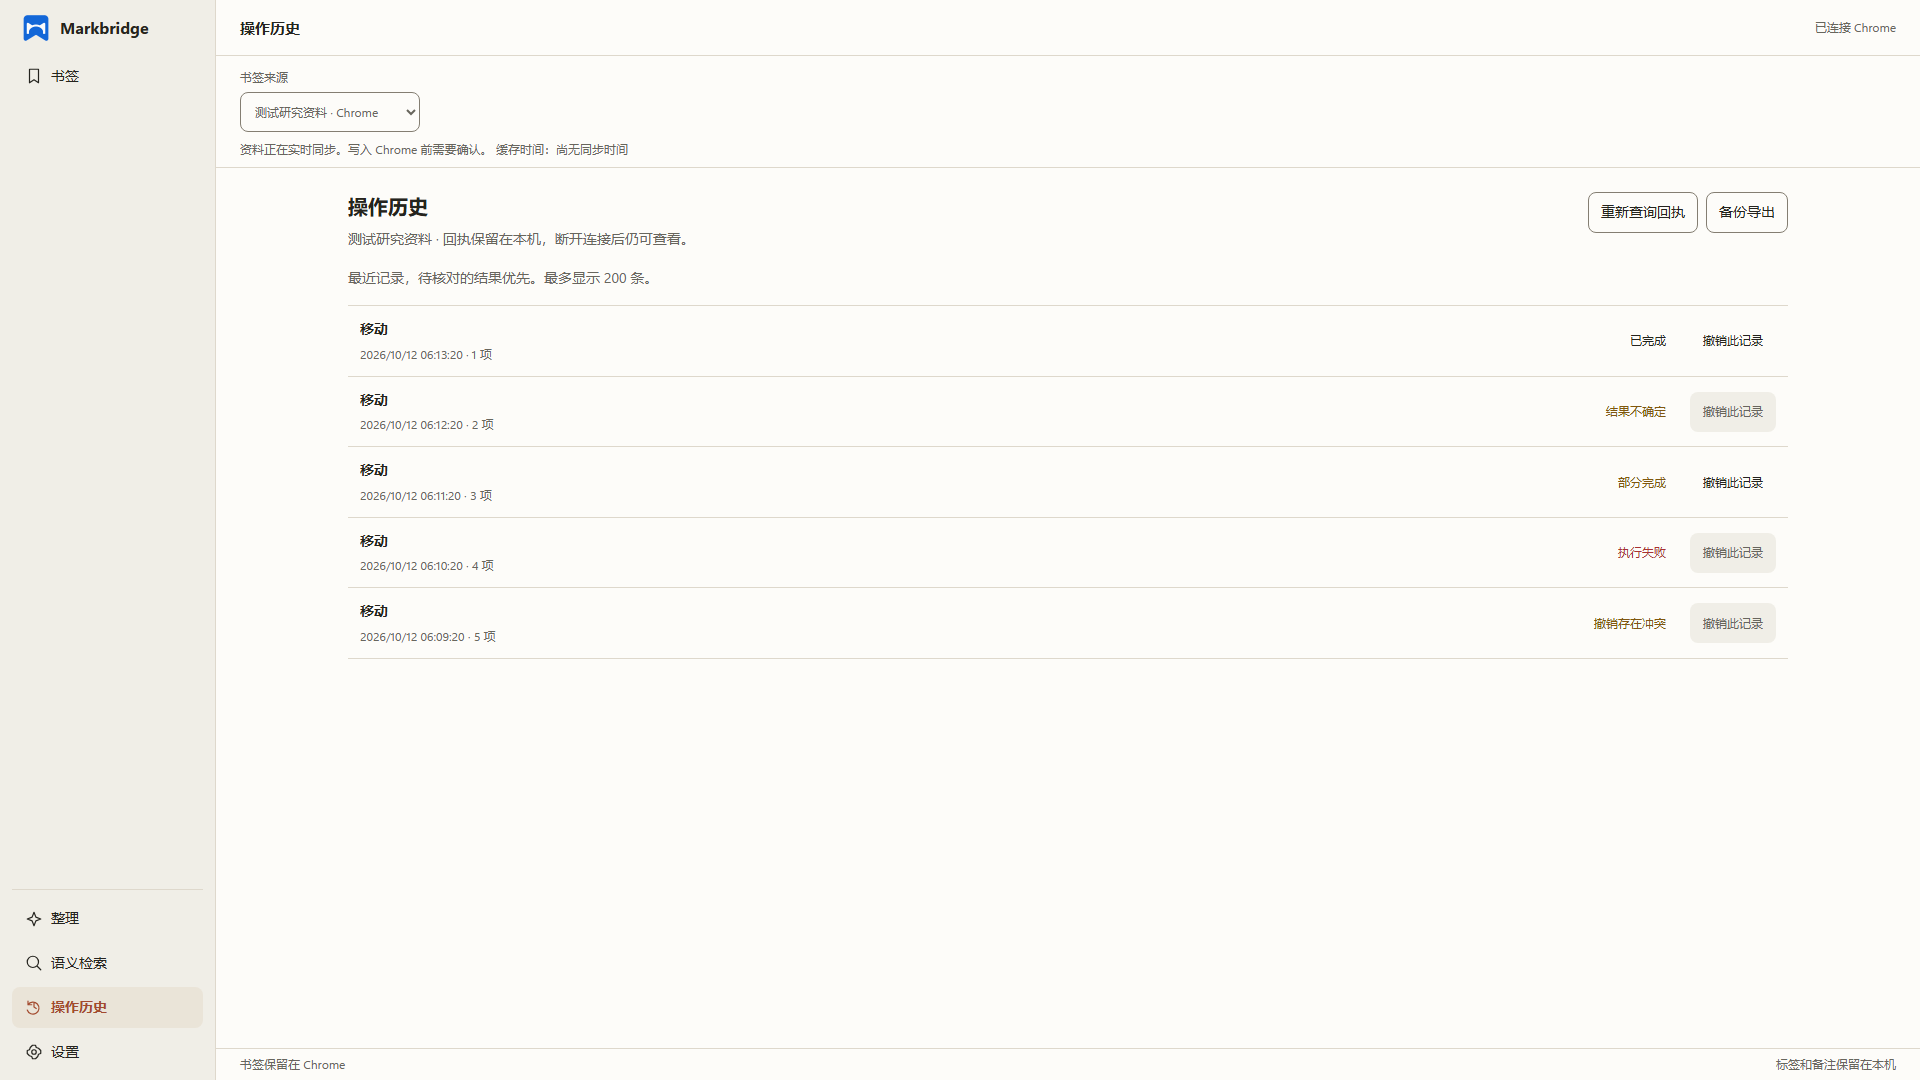 Markbridge
书签
整理
语义检索
操作历史
设置
操作历史
已连接 Chrome
书签来源
测试研究资料 · Chrome
资料正在实时同步。写入 Chrome 前需要确认。 缓存时间：尚无同步时间
操作历史
测试研究资料 · 回执保留在本机，断开连接后仍可查看。
重新查询回执
备份导出
最近记录，待核对的结果优先。最多显示 200 条。
移动
2026/10/12 06:13:20 · 1 项
已完成
撤销此记录
移动
2026/10/12 06:12:20 · 2 项
结果不确定
撤销此记录
移动
2026/10/12 06:11:20 · 3 项
部分完成
撤销此记录
移动
2026/10/12 06:10:20 · 4 项
执行失败
撤销此记录
移动
2026/10/12 06:09:20 · 5 项
撤销存在冲突
撤销此记录
书签保留在 Chrome
标签和备注保留在本机